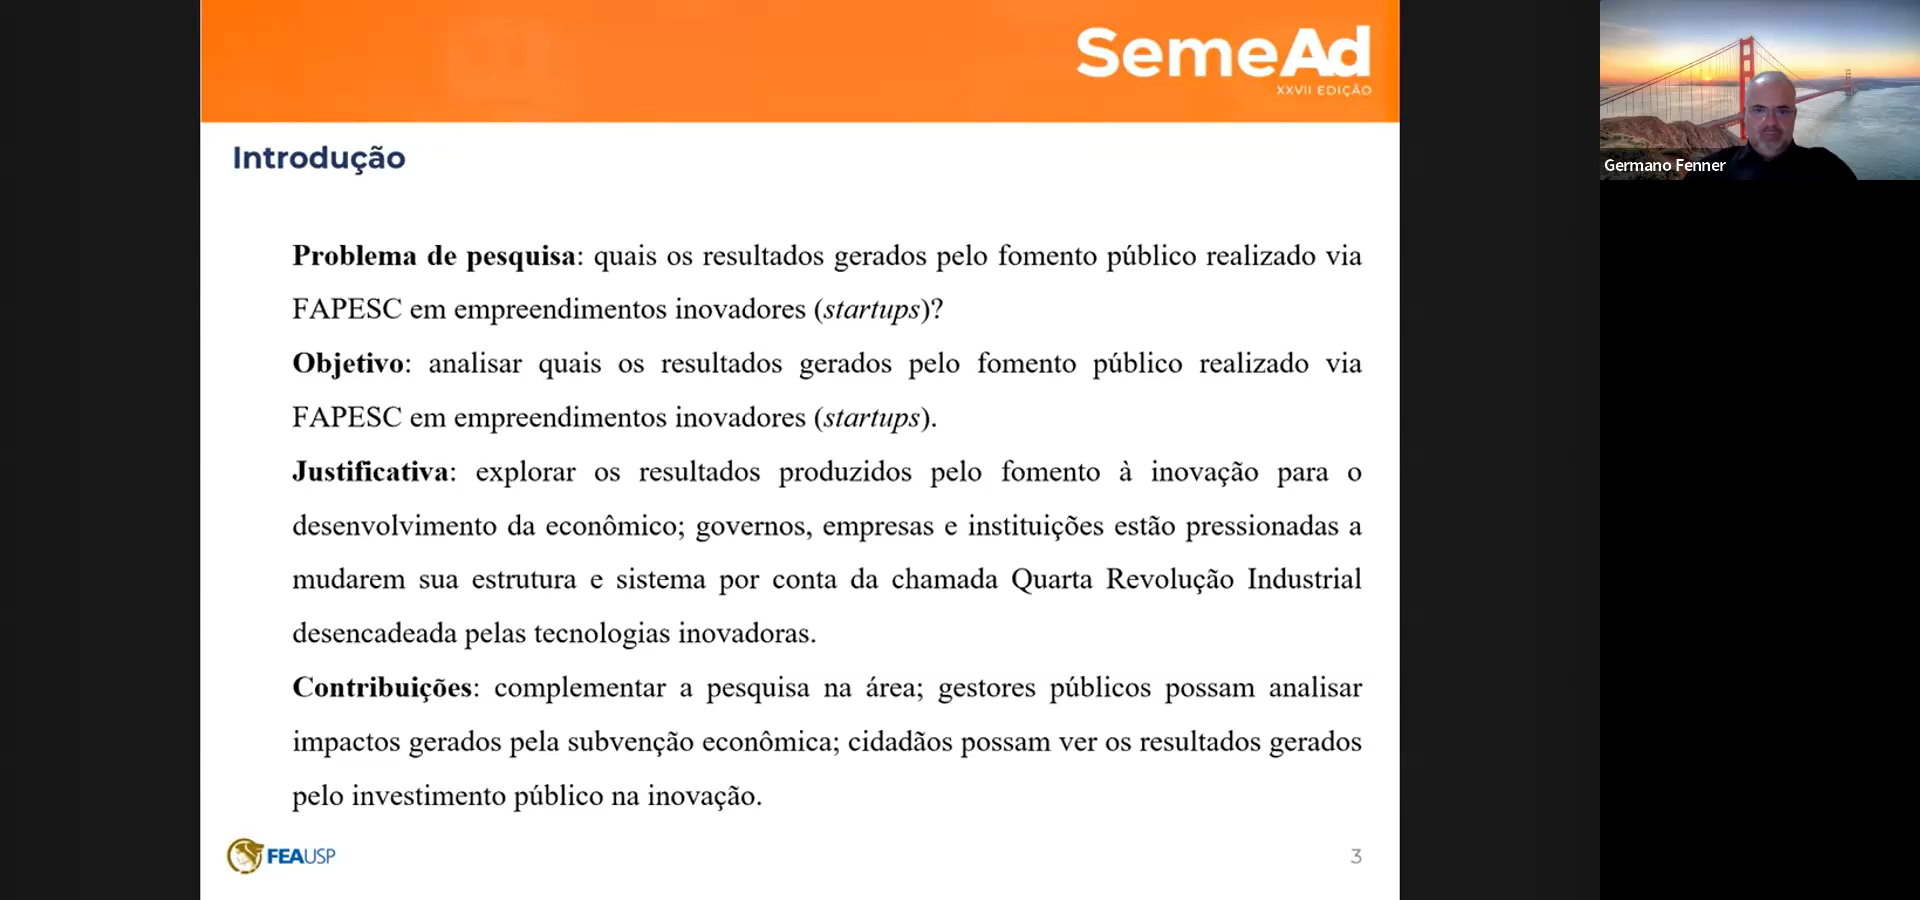 SemeAd
XXVII EDIÇÃO
Introdução
Problema de pesquisa: quais os resultados gerados pelo fomento público realizado via
FAPESC em empreendimentos inovadores (startups)?
Objetivo: analisar quais os resultados gerados pelo fomento público realizado via
FAPESC em empreendimentos inovadores (startups).
Justificativa: explorar os resultados produzidos pelo fomento à inovação para o
desenvolvimento da econômico; governos, empresas e instituições estão pressionadas a
mudarem sua estrutura e sistema por conta da chamada Quarta Revolução Industrial
desencadeada pelas tecnologias inovadoras.
Contribuições: complementar a pesquisa na área; gestores públicos possam analisar
impactos gerados pela subvenção econômica; cidadãos possam ver os resultados gerados
pelo investimento público na inovação.
FEAUSP
3
Germano Fenner